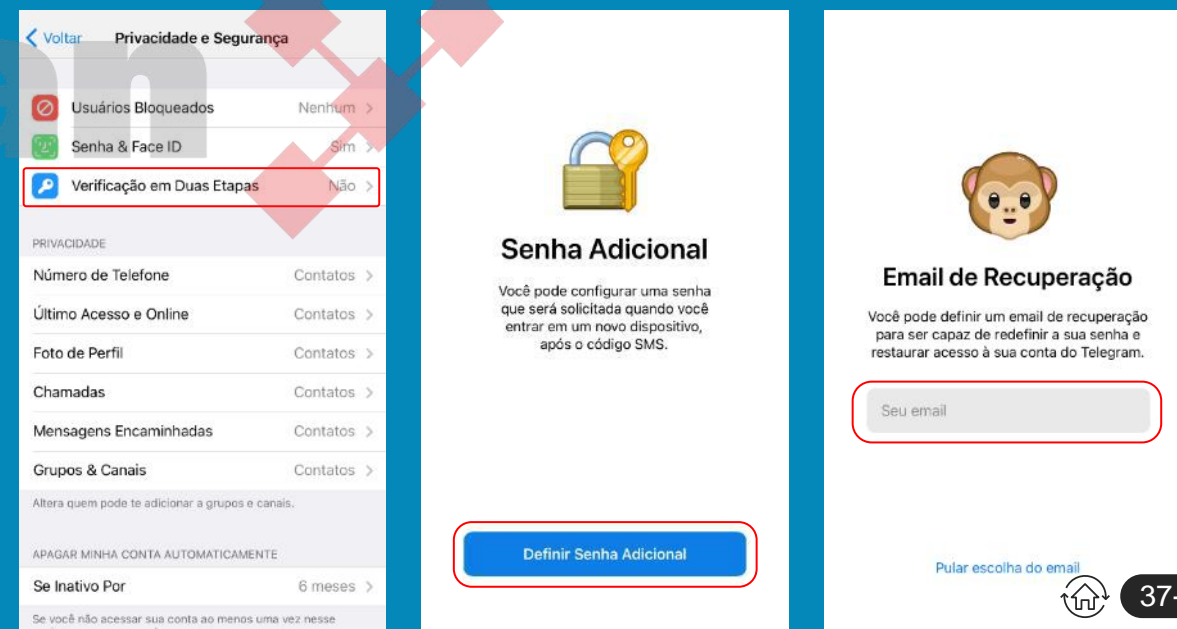 Voltar Privacidade e Segurança
an
Usuários Bloqueados Nenhum
Senha & Face ID Sim
Verificação em Duas Etapas Não
PRIVACIDADE
Número de Telefone Contatos
Último Acesso e Online Contatos
Foto de Perfil Contatos
Chamadas Contatos
Mensagens Encaminhadas Contatos
Grupos & Canais Contatos
Altera quem pode te adicionar a grupos e canais.
APAGAR MINHA CONTA AUTOMATICAMENTE
Se Inativo Por 6 meses
Se você não acessar sua conta ao menos uma vez nesse
Senha Adicional
Você pode configurar uma senha
que será solicitada quando você
entrar em um novo dispositivo,
após o código SMS.
Definir Senha Adicional
Email de Recuperação
Você pode definir um email de recuperação
para ser capaz de redefinir a sua senha e
restaurar acesso à sua conta do Telegram.
Seu email
Pular escolha do email
37-